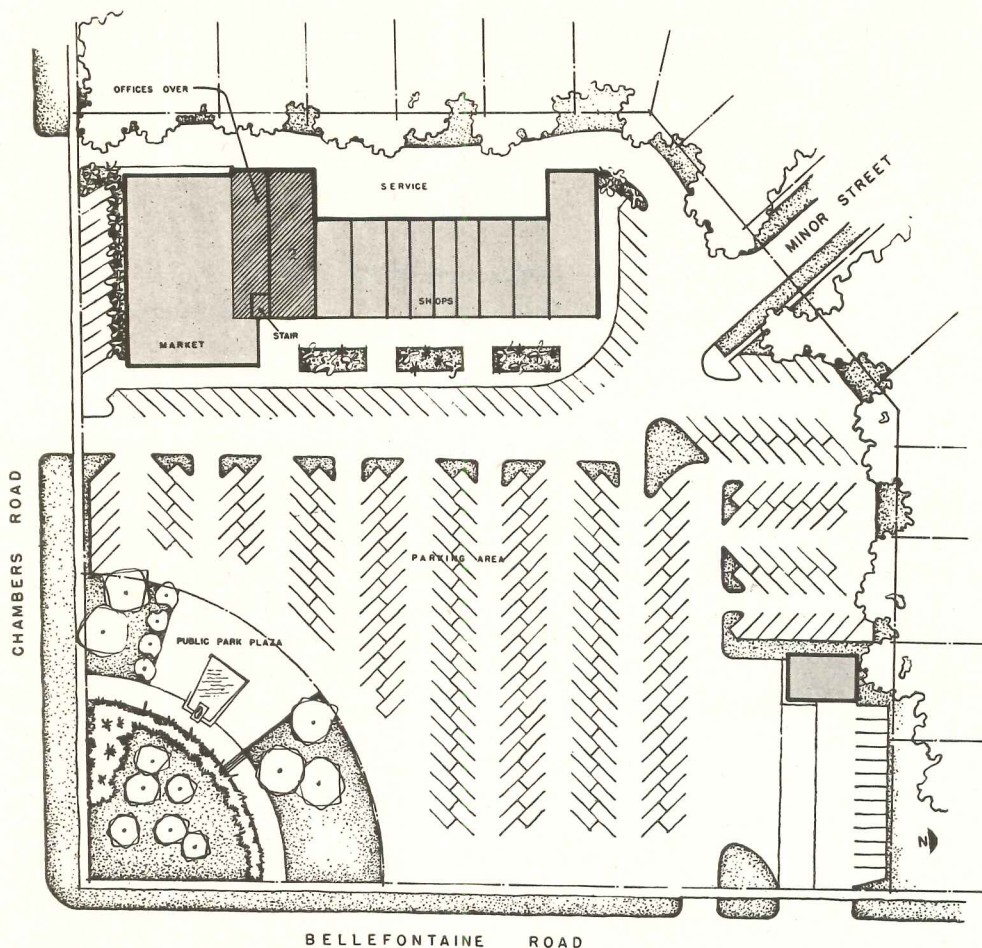 OFFICES OVER
SERVICE
MINOR STREET
SHOPS
STAIR
MARKET
CHAMBERS ROAD
PARKING AREA
PUBLIC PARK PLAZA
N
BELLEFONTAINE ROAD